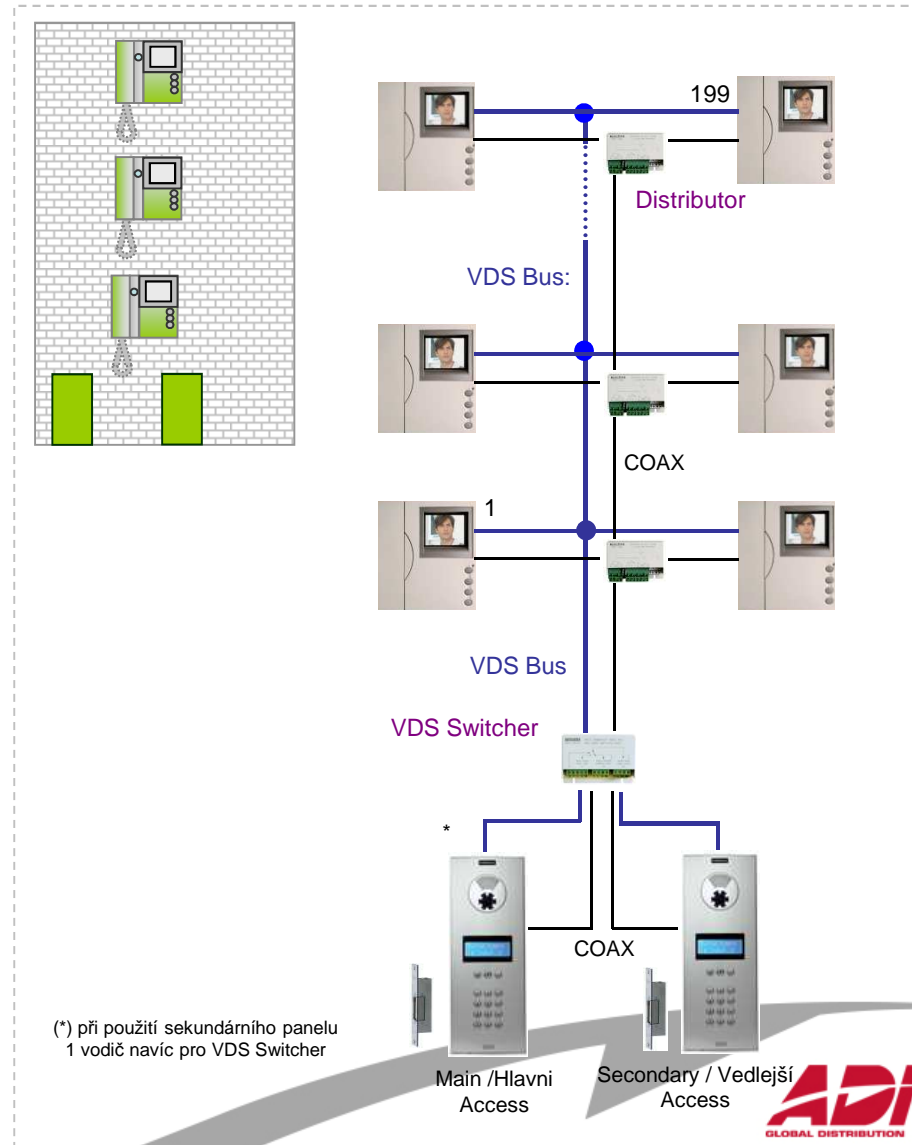 199
Distributor
VDS Bus:
COAX
1
VDS Bus
VDS Switcher
*
COAX
(*) při použití sekundárního panelu
1 vodič navíc pro VDS Switcher
Main /Hlavni
Access
Secondary / Vedlejší
Access
ADI
GLOBAL DISTRIBUTION